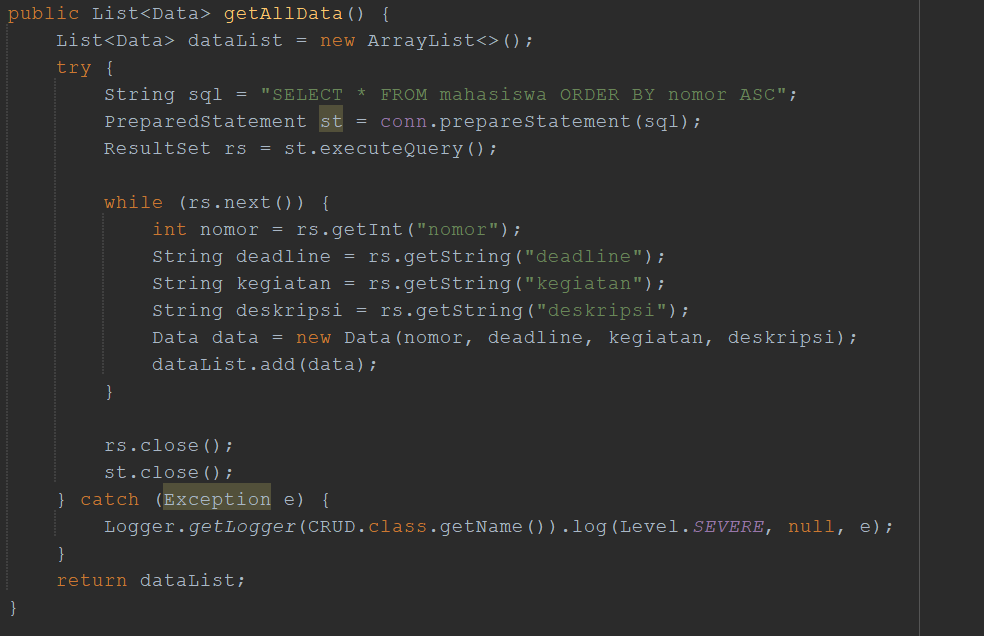 public List<Data> getAllData() {
    List<Data> dataList = new ArrayList<>();
    try {
        String sql = "SELECT * FROM mahasiswa ORDER BY nomor ASC";
        PreparedStatement st = conn.prepareStatement(sql);
        ResultSet rs = st.executeQuery();

        while (rs.next()) {
            int nomor = rs.getInt("nomor");
            String deadline = rs.getString("deadline");
            String kegiatan = rs.getString("kegiatan");
            String deskripsi = rs.getString("deskripsi");
            Data data = new Data(nomor, deadline, kegiatan, deskripsi);
            dataList.add(data);
        }

        rs.close();
        st.close();
    } catch (Exception e) {
        Logger.getLogger(CRUD.class.getName()).log(Level.SEVERE, null, e);
    }
    return dataList;
}